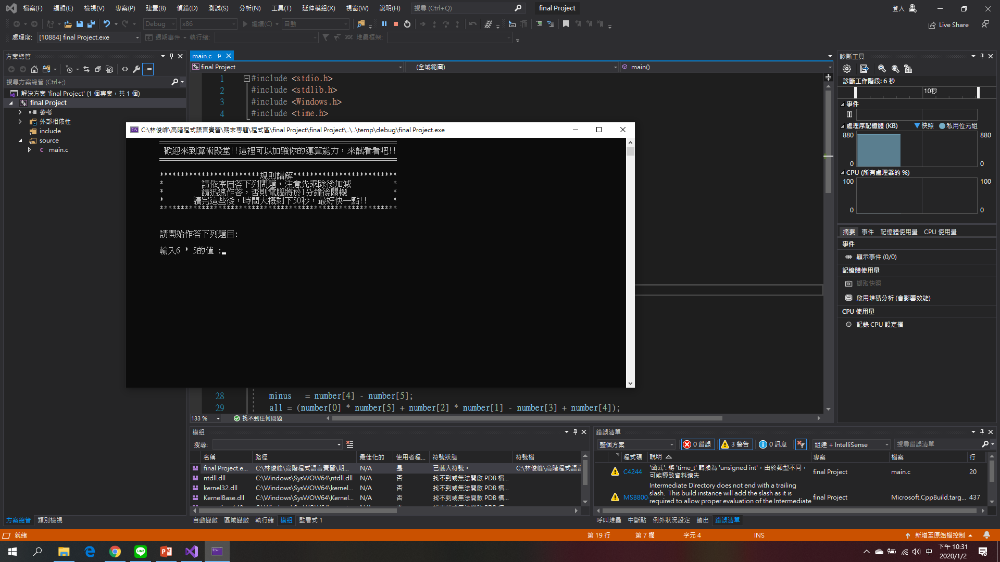 檔案(F) 編輯(E) 檢視(V) 專案(P) 建置(B) 偵錯(D) 測試(S) 分析(N) 工具(T) 延伸模組(X) 視窗(W) 說明(H) 搜尋 (Ctrl+Q) final Project 登入
Debug x86 繼續(C) 自動 Live Share
處理序: [10884] final Project.exe 週期事件 執行緒: 堆疊框架:
方案總管
搜尋方案總管 (Ctrl+;)
解決方案 'final Project' (1 個專案，共 1 個)
final Project
參考
外部相依性
include
source
main.c
方案總管 類別檢視
main.c
final Project (全域範圍) main()
1 #include <stdio.h>
2 #include <stdlib.h>
3 #include <Windows.h>
4 #include <time.h>
C:\林俊峰\高階程式語言實習\期末專題\程式區\final Project\final Project\..\..\temp\debug\final Project.exe
歡迎來到算術殿堂!!這裡可以加強你的運算能力，來試看看吧!!
************************規則講解*************************
* 請依序回答下列問題，注意先乘除後加減 *
* 請迅速作答，否則電腦將於1分鐘後關機 *
* 讀完這些後，時間大概剩下50秒，最好快一點!! *
*********************************************************
請開始作答下列題目:
輸入6 * 5的值 :
28 minus = number[4] - number[5];
29 all = (number[0] * number[5] + number[2] * number[1] - number[3] + number[4]);
133 % 找不到任何問題
診斷工具
診斷工作階段: 6 秒
10秒
事件
處理序記憶體 (KB) 快照 私用位元組
880 880
0 0
CPU (所有處理器的 %)
100 100
0 0
摘要 事件 記憶體使用量 CPU 使用量
事件
顯示事件 (0/0)
記憶體使用量
擷取快照
啟用堆積分析 (會影響效能)
CPU 使用量
記錄 CPU 設定檔
模組
搜尋:
名稱 路徑 最佳化的 使用者程... 符號狀態 符號檔
final Project.e... C:\林俊峰\高階程式語言實習\期... N/A 是 已載入符號。 C:\林俊峰\高階程式語言
ntdll.dll C:\Windows\SysWOW64\ntdll.dll N/A 否 找不到或無法開啟 PDB 檔...
kernel32.dll C:\Windows\SysWOW64\kernel... N/A 否 找不到或無法開啟 PDB 檔...
KernelBase.dll C:\Windows\SysWOW64\Kernel... N/A 否 找不到或無法開啟 PDB 檔...
自動變數 區域變數 執行緒 模組 監看式 1
錯誤清單
整個方案 0 錯誤 3 警告 0 訊息 組建 + IntelliSense 搜尋錯誤清單
程式碼 說明 專案 檔案 行
C4244 '函式': 將 'time_t' 轉換為 'unsigned int'，由於類型不同，可能導致資料遺失 final Project main.c 20
Intermediate Directory does not end with a trailing
slash. This build instance will add the slash as it is
MSB800 required to allow proper evaluation of the Intermediate final Project Microsoft.CppBuild.targ... 437
呼叫堆疊 中斷點 例外狀況設定 輸出 錯誤清單
就緒 第 19 行 第 7 欄 字元 4 INS 新增至原始檔控制
中 下午 10:31
2020/1/2